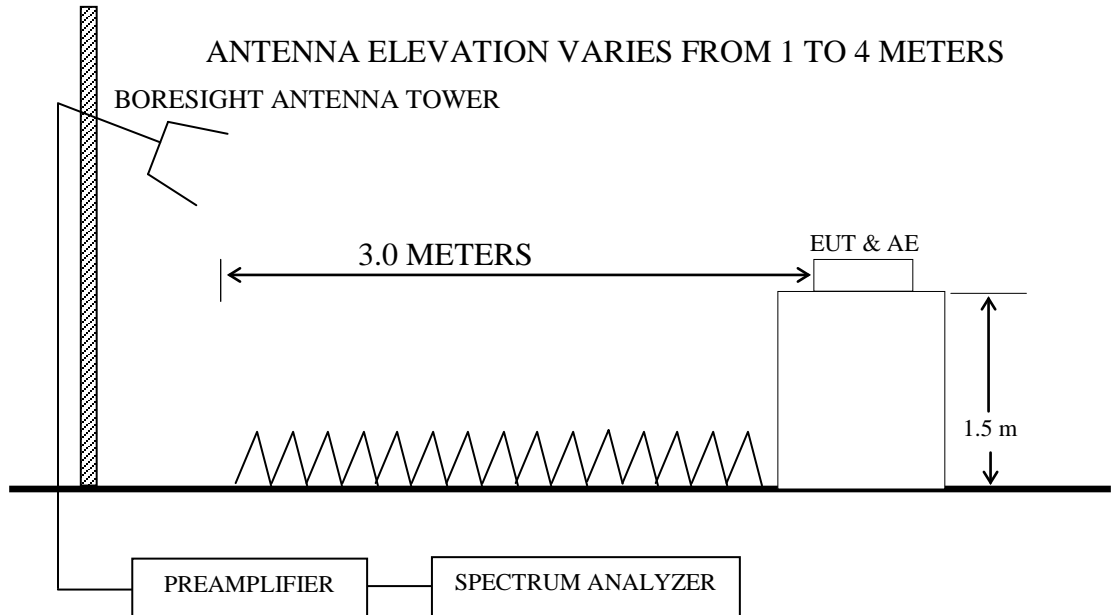 ANTENNA ELEVATION VARIES FROM 1 TO 4 METERS
BORESIGHT ANTENNA TOWER
EUT & AE
3.0 METERS
1.5 m
PREAMPLIFIER
SPECTRUM ANALYZER